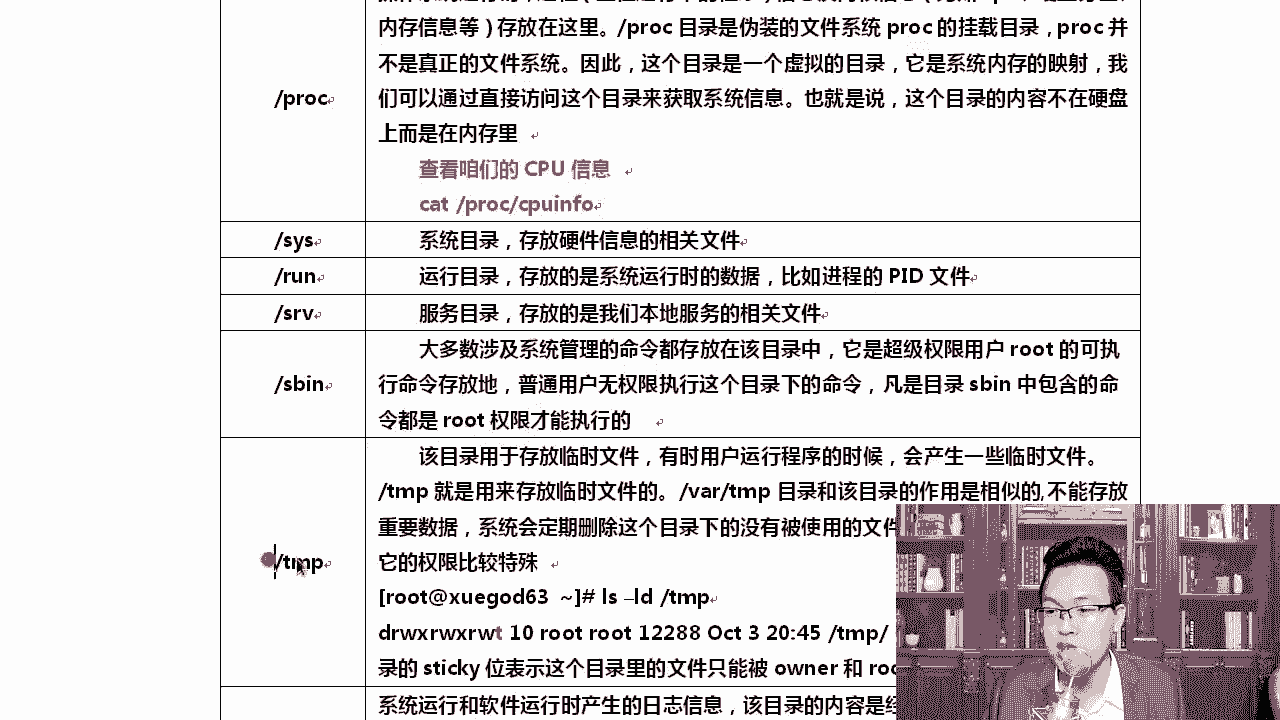 内存信息等）存放在这里。/proc 目录是伪装的文件系统 proc 的挂载目录，proc 并
不是真正的文件系统。因此，这个目录是一个虚拟的目录，它是系统内存的映射，我
/proc
们可以通过直接访问这个目录来获取系统信息。也就是说，这个目录的内容不在硬盘
上而是在内存里
查看咱们的 CPU 信息
cat /proc/cpuinfo
/sys
系统目录，存放硬件信息的相关文件
/run
运行目录，存放的是系统运行时的数据，比如进程的 PID 文件
/srv
服务目录，存放的是我们本地服务的相关文件
/sbin
大多数涉及系统管理的命令都存放在该目录中，它是超级权限用户 root 的可执
行命令存放地，普通用户无权限执行这个目录下的命令，凡是目录 sbin 中包含的命
令都是 root 权限才能执行的
/tmp
该目录用于存放临时文件，有时用户运行程序的时候，会产生一些临时文件。
/tmp 就是用来存放临时文件的。/var/tmp 目录和该目录的作用是相似的,不能存放
重要数据，系统会定期删除这个目录下的没有被使用的文件
它的权限比较特殊
[root@xuegod63 ~]# ls –ld /tmp
drwxrwxrwt 10 root root 12288 Oct 3 20:45 /tmp/
录的 sticky 位表示这个目录里的文件只能被 owner 和
系统运行和软件运行时产生的日志信息，该目录的内容是